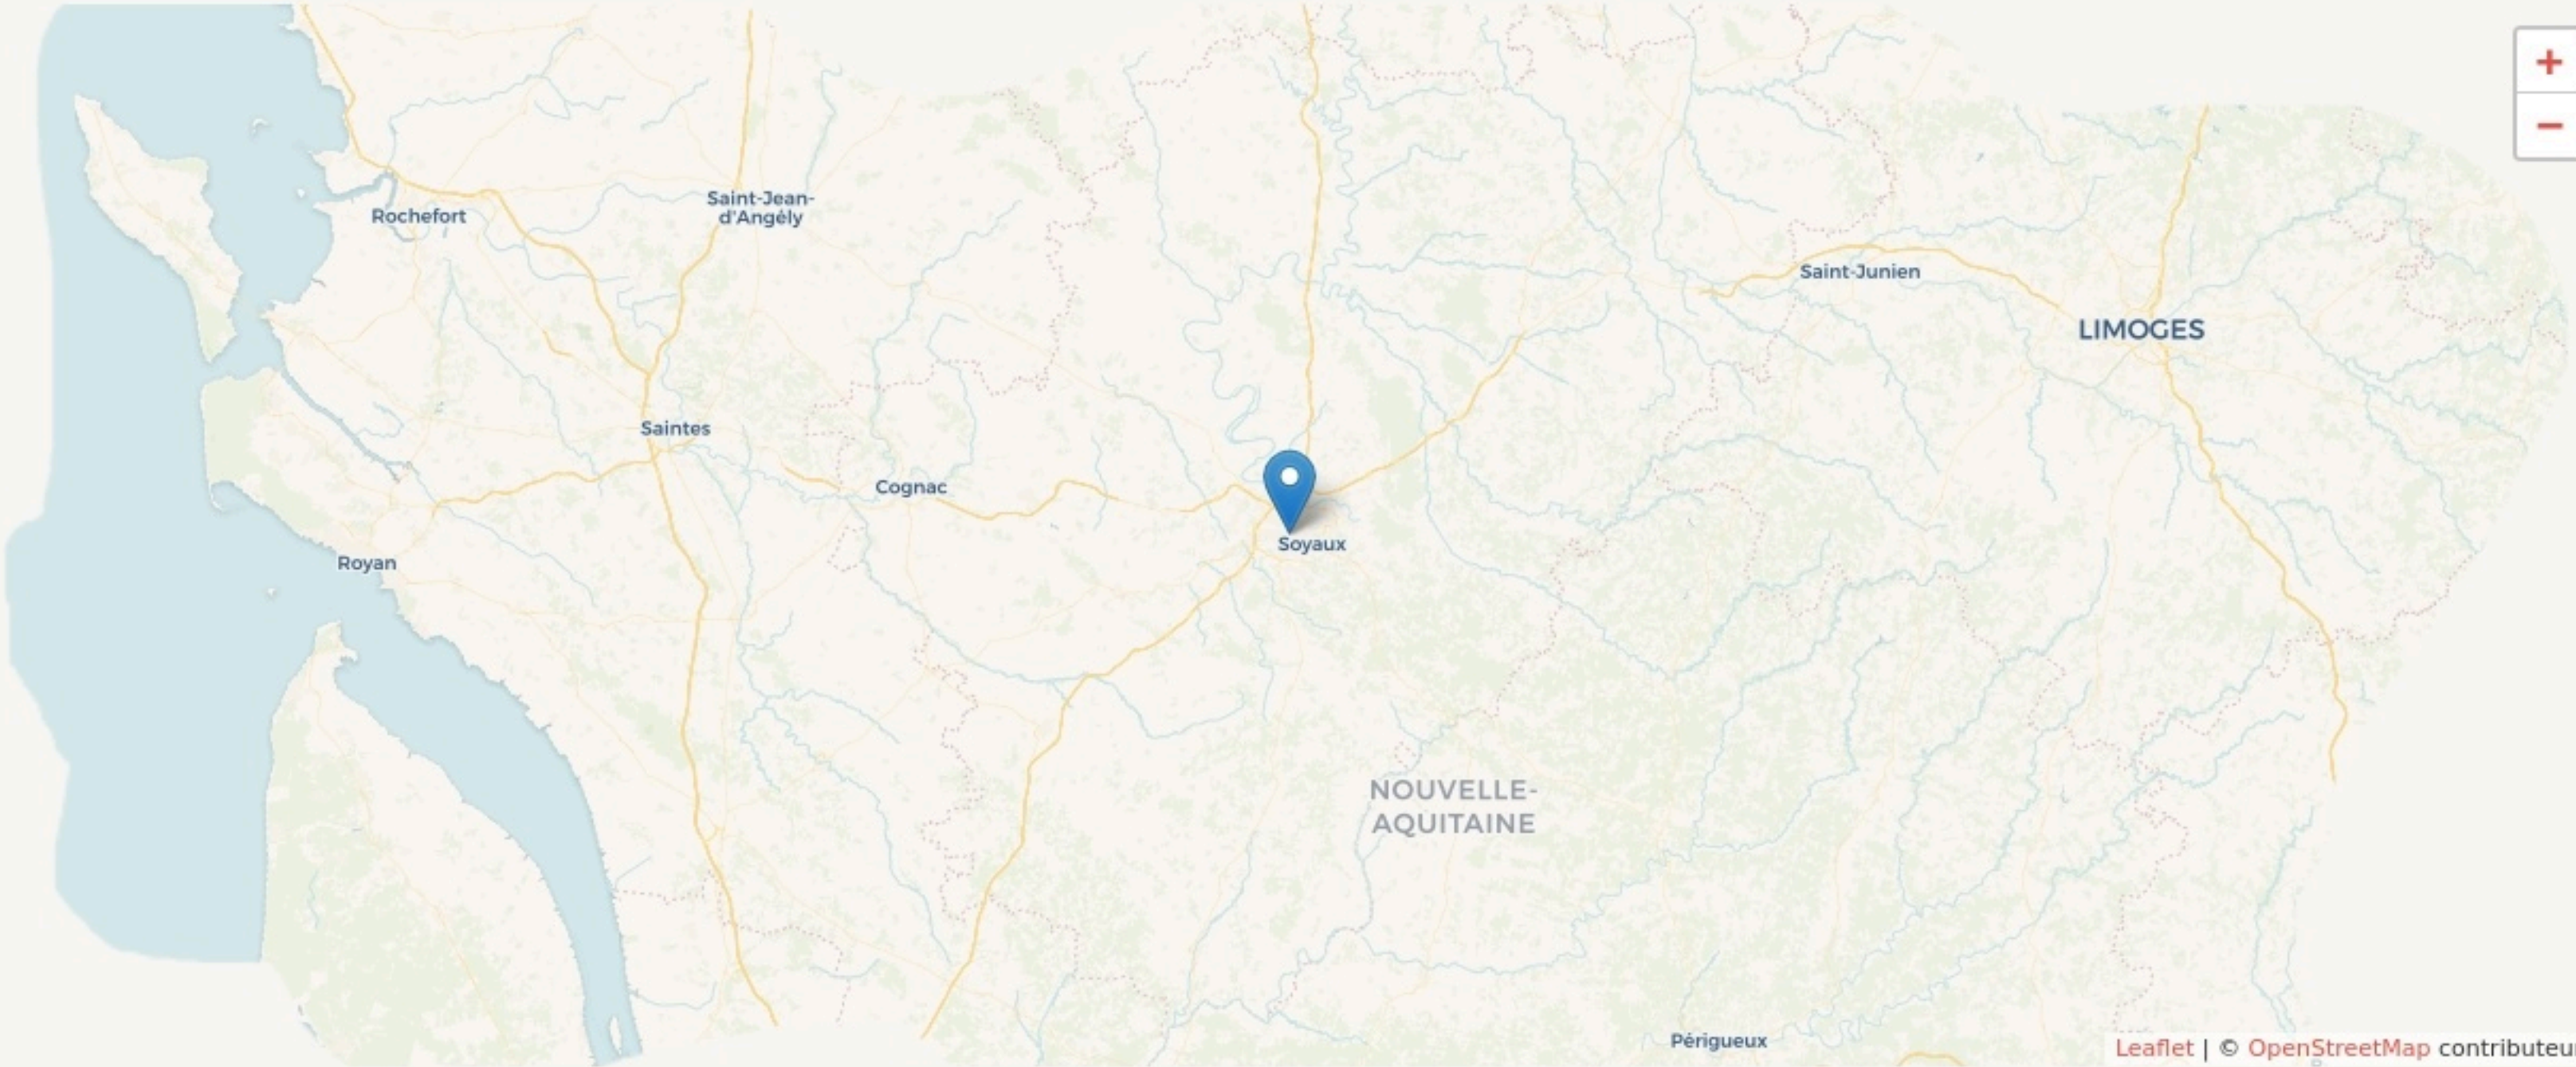 +
−
Saint-Jean-
d'Angély
Rochefort
Saint-Junien
LIMOGES
Saintes
Cognac
Soyaux
Royan
NOUVELLE-
AQUITAINE
Périgueux
Leaflet | © OpenStreetMap contributeu